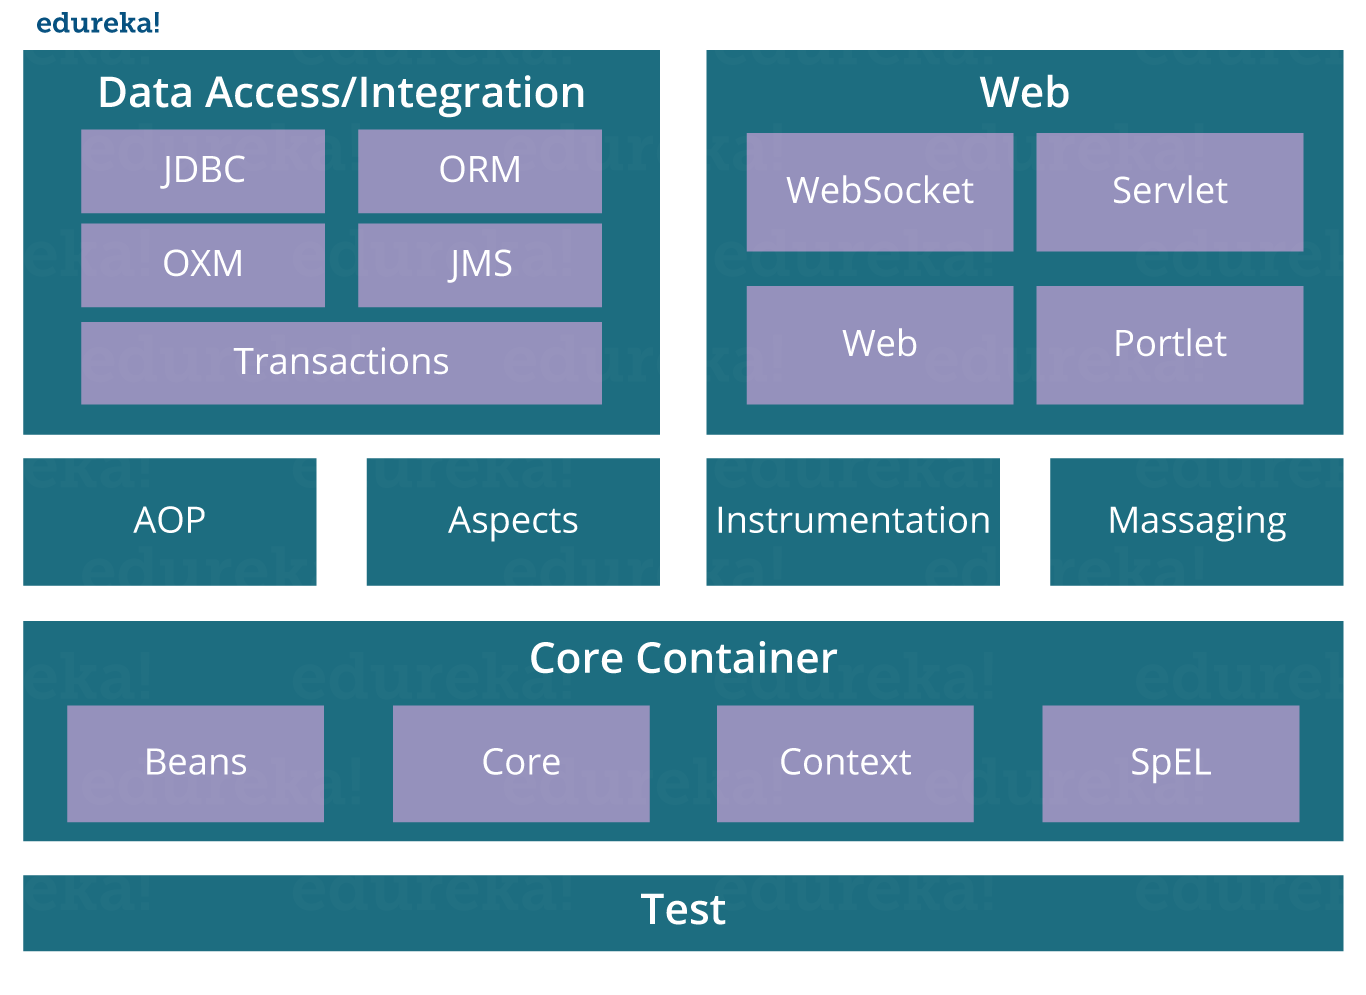 edureka!
Data Access/Integration
JDBC
ORM
OXM
JMS
Transactions
Web
WebSocket
Servlet
Web
Portlet
AOP
Aspects
Instrumentation
Massaging
Core Container
Beans
Core
Context
SpEL
Test